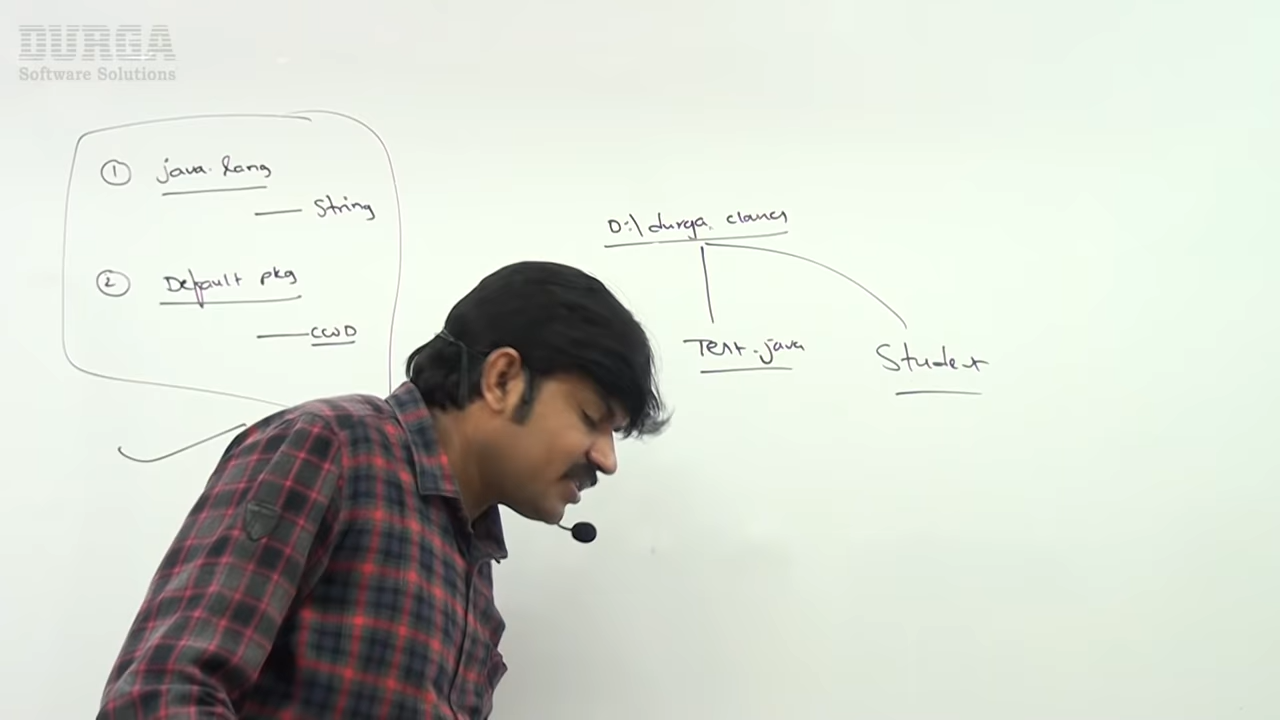 DURGA
Software Solutions
① java.lang
— String
② Default pkg
— CWD
D:\durga classes
Test.java
Student